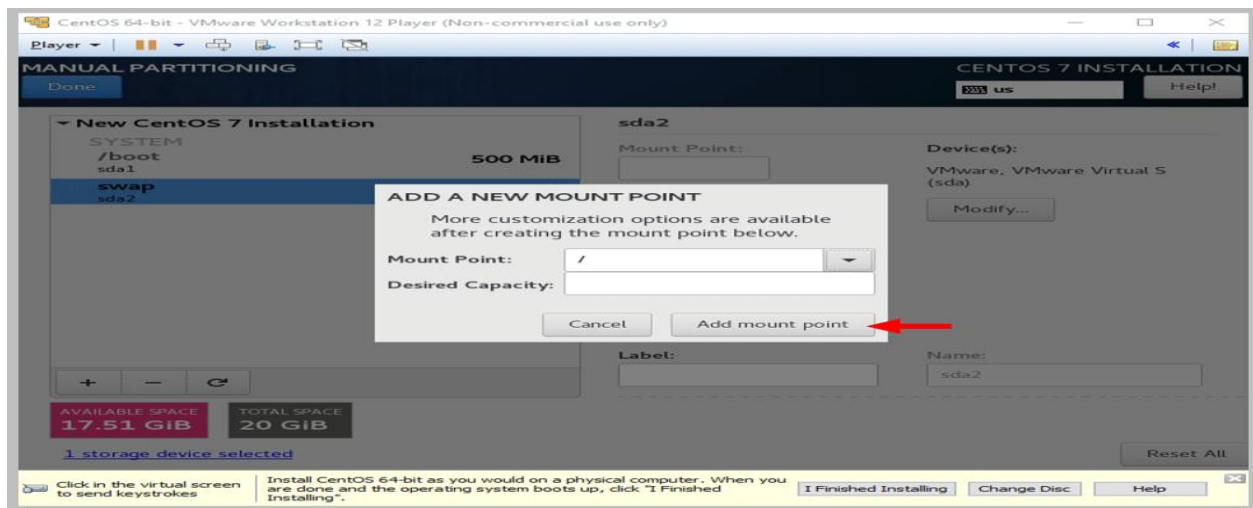 CentOS 64-bit - VMware Workstation 12 Player (Non-commercial use only)
Player
MANUAL PARTITIONING
CENTOS 7 INSTALLATION
Done
us
Help!
New CentOS 7 Installation
SYSTEM
/boot
500 MiB
sda1
swap
sda2
sda2
Mount Point:
Device(s):
VMware, VMware Virtual S
(sda)
Modify...
ADD A NEW MOUNT POINT
More customization options are available
after creating the mount point below.
Mount Point: /
Desired Capacity:
Cancel
Add mount point
Label:
Name:
sda2
+ −
AVAILABLE SPACE
17.51 GiB
TOTAL SPACE
20 GiB
1 storage device selected
Reset All
Click in the virtual screen
to send keystrokes
Install CentOS 64-bit as you would on a physical computer. When you
are done and the operating system boots up, click "I Finished
Installing".
I Finished Installing
Change Disc
Help